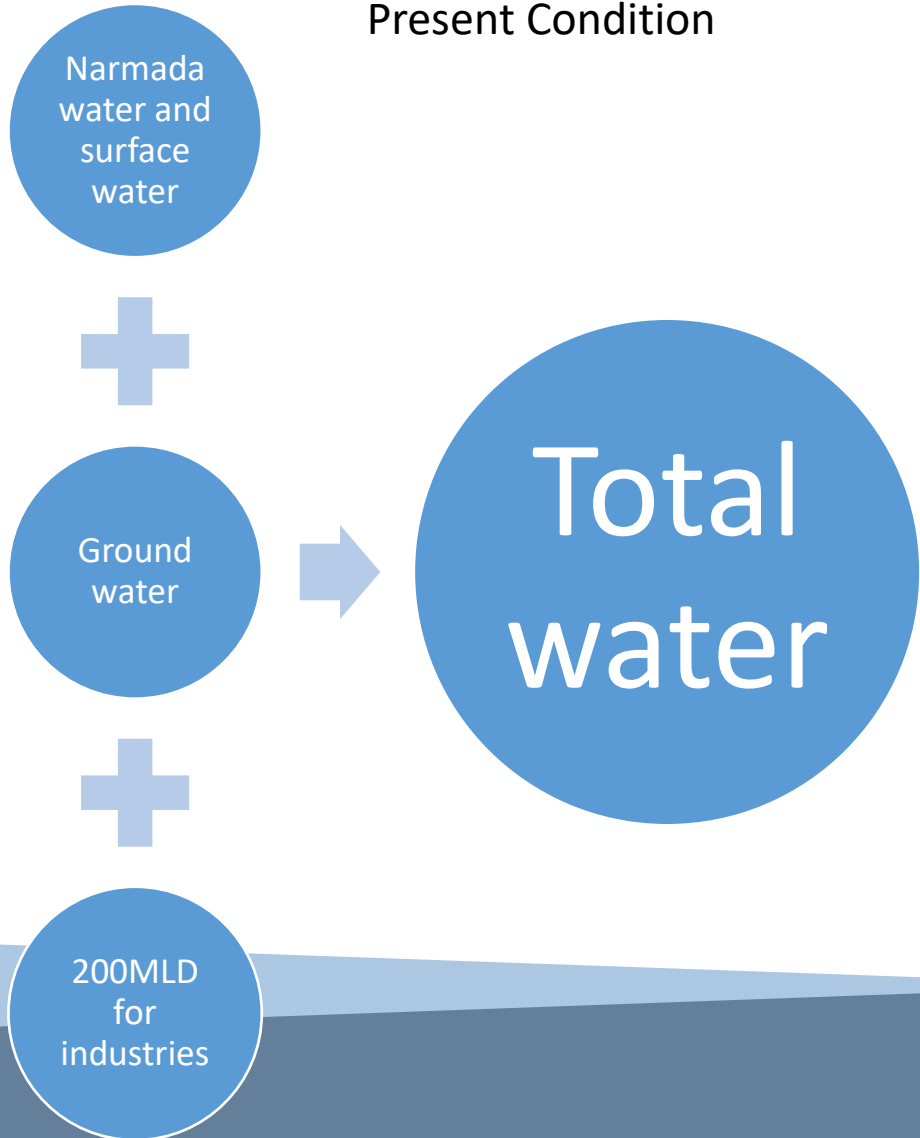 Present Condition
Narmada
water and
surface
water
Ground
water
200MLD
for
industries
Total
water